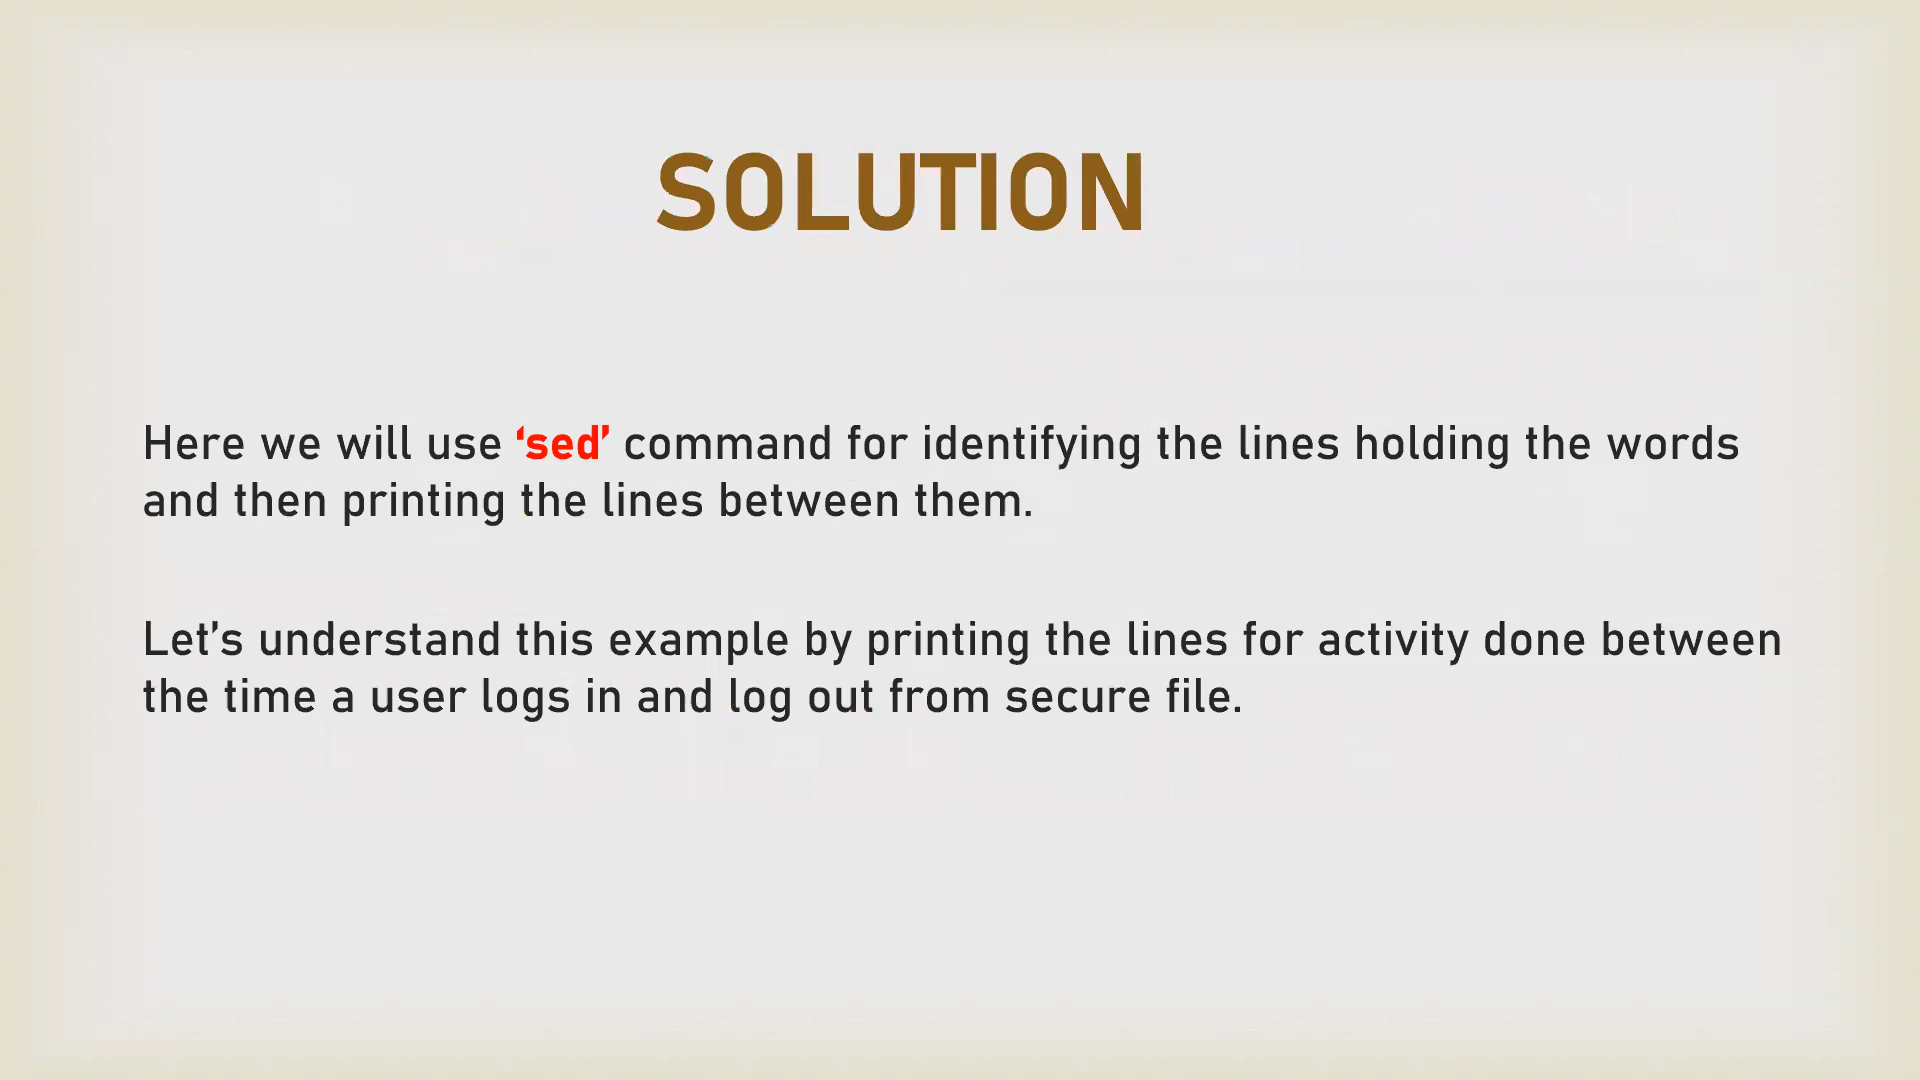 SOLUTION
Here we will use ‘sed’ command for identifying the lines holding the words
and then printing the lines between them.
Let’s understand this example by printing the lines for activity done between
the time a user logs in and log out from secure file.